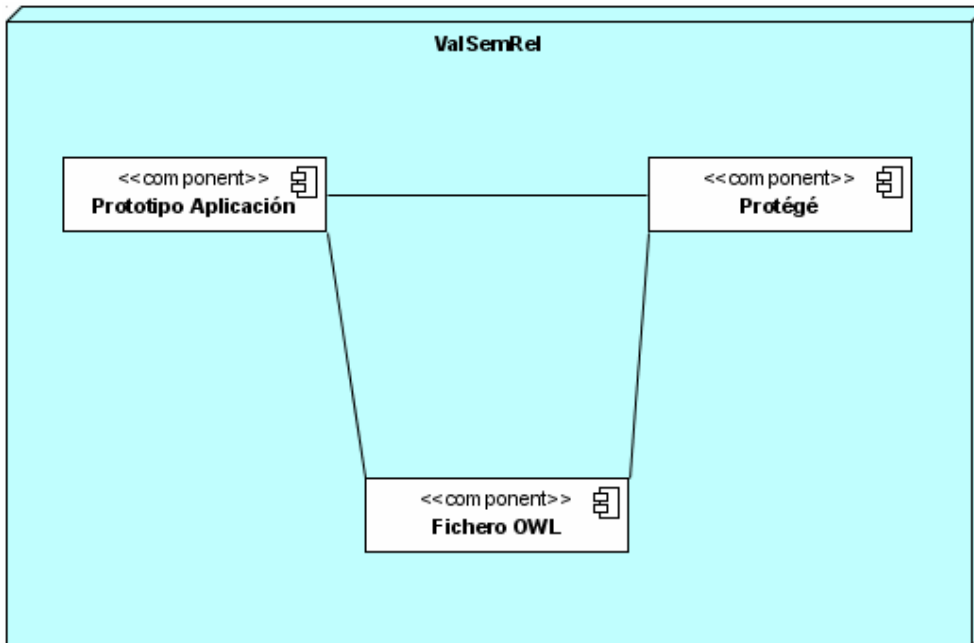 ValSemRel
<<component>>
Prototipo Aplicación
<<component>>
Protégé
<<component>>
Fichero OWL